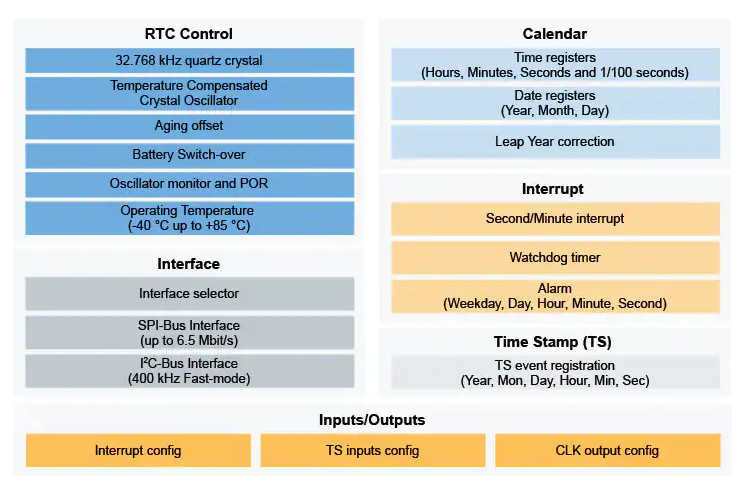 RTC Control
32.768 kHz quartz crystal
Temperature Compensated
Crystal Oscillator
Aging offset
Battery Switch-over
Oscillator monitor and POR
Operating Temperature
(-40 °C up to +85 °C)
Interface
Interface selector
SPI-Bus Interface
(up to 6.5 Mbit/s)
I²C-Bus Interface
(400 kHz Fast-mode)
Calendar
Time registers
(Hours, Minutes, Seconds and 1/100 seconds)
Date registers
(Year, Month, Day)
Leap Year correction
Interrupt
Second/Minute interrupt
Watchdog timer
Alarm
(Weekday, Day, Hour, Minute, Second)
Time Stamp (TS)
TS event registration
(Year, Mon, Day, Hour, Min, Sec)
Inputs/Outputs
Interrupt config
TS inputs config
CLK output config